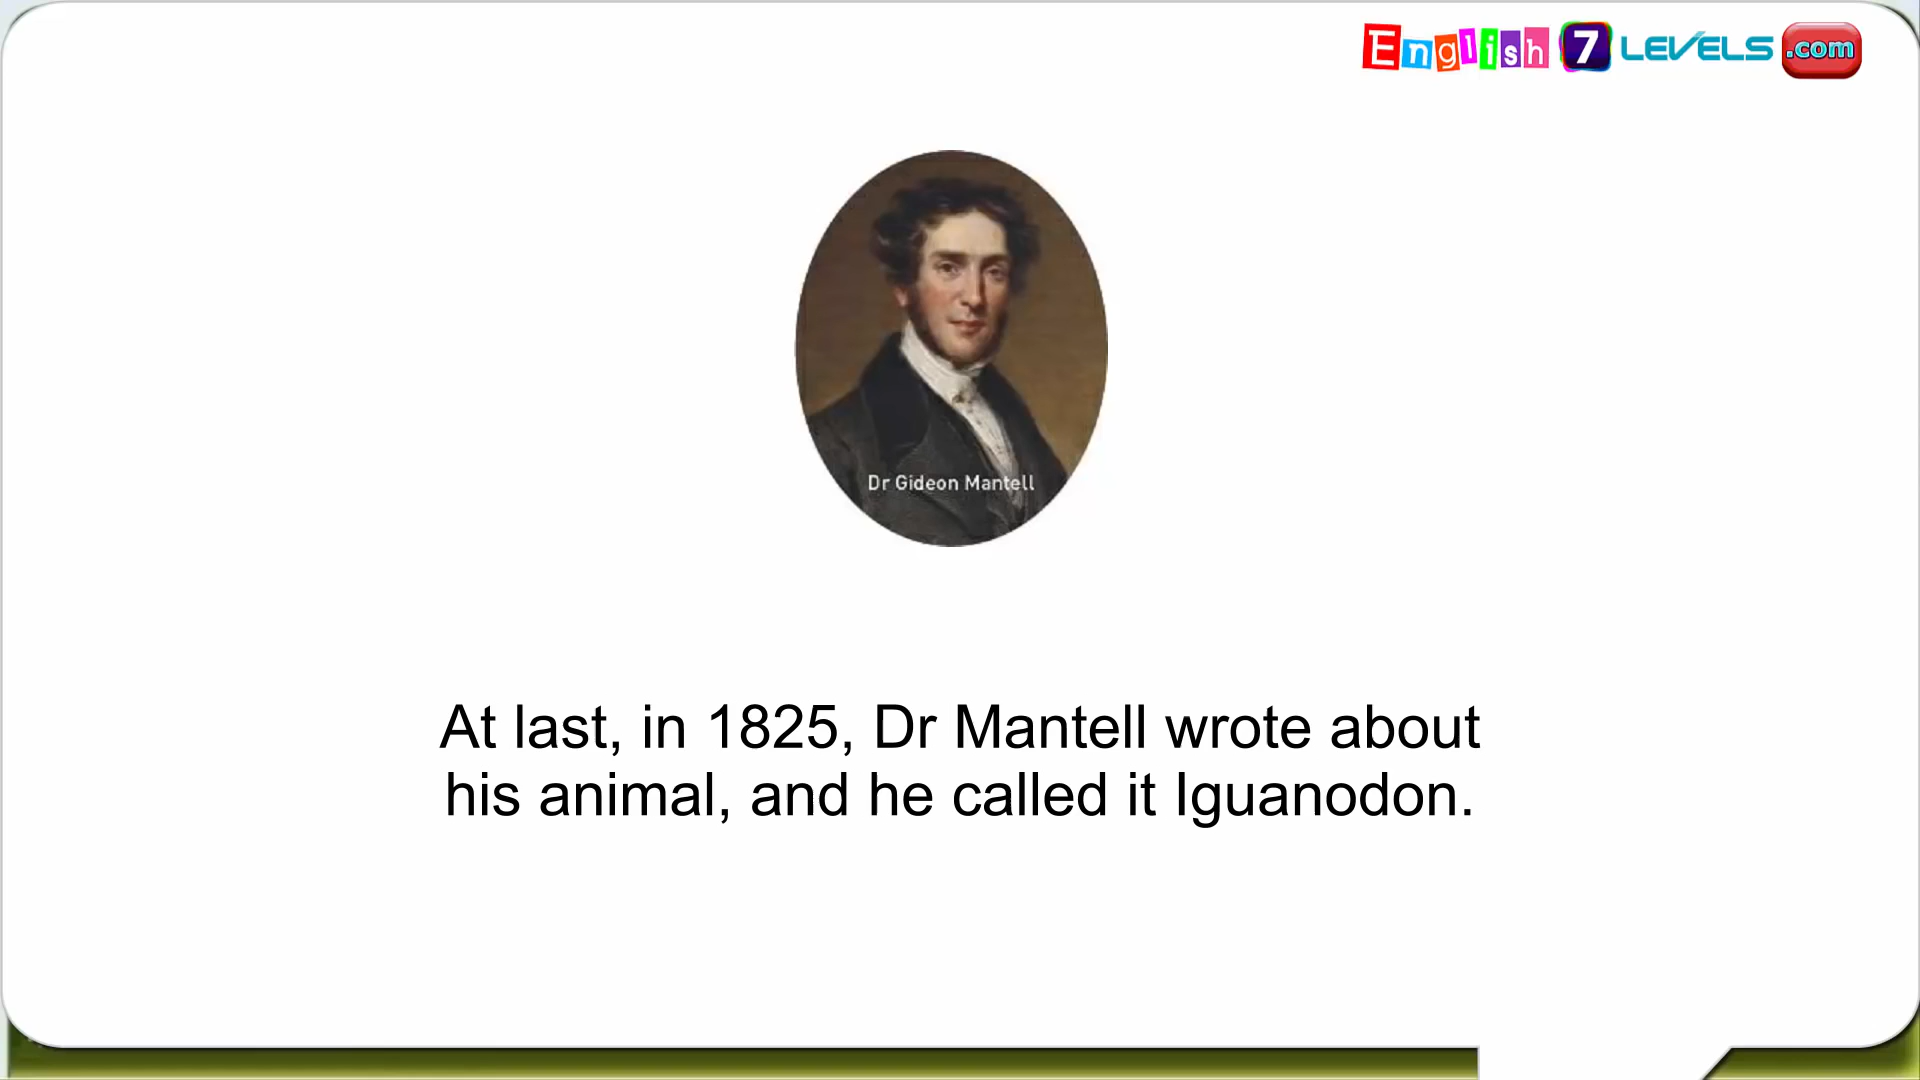 English 7 LEVELS .com
Dr Gideon Mantell
At last, in 1825, Dr Mantell wrote about
his animal, and he called it Iguanodon.